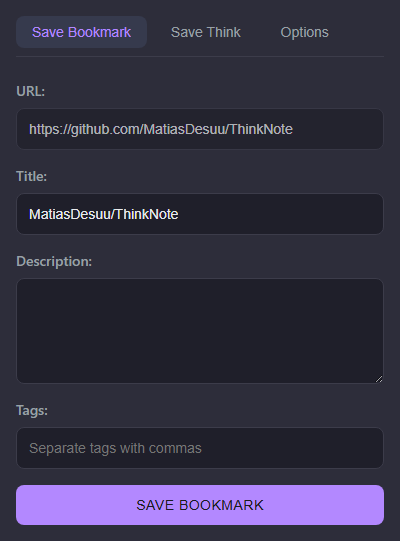 Save Bookmark Save Think Options
URL:
https://github.com/MatiasDesuu/ThinkNote
Title:
MatiasDesuu/ThinkNote
Description:
Tags:
Separate tags with commas
SAVE BOOKMARK